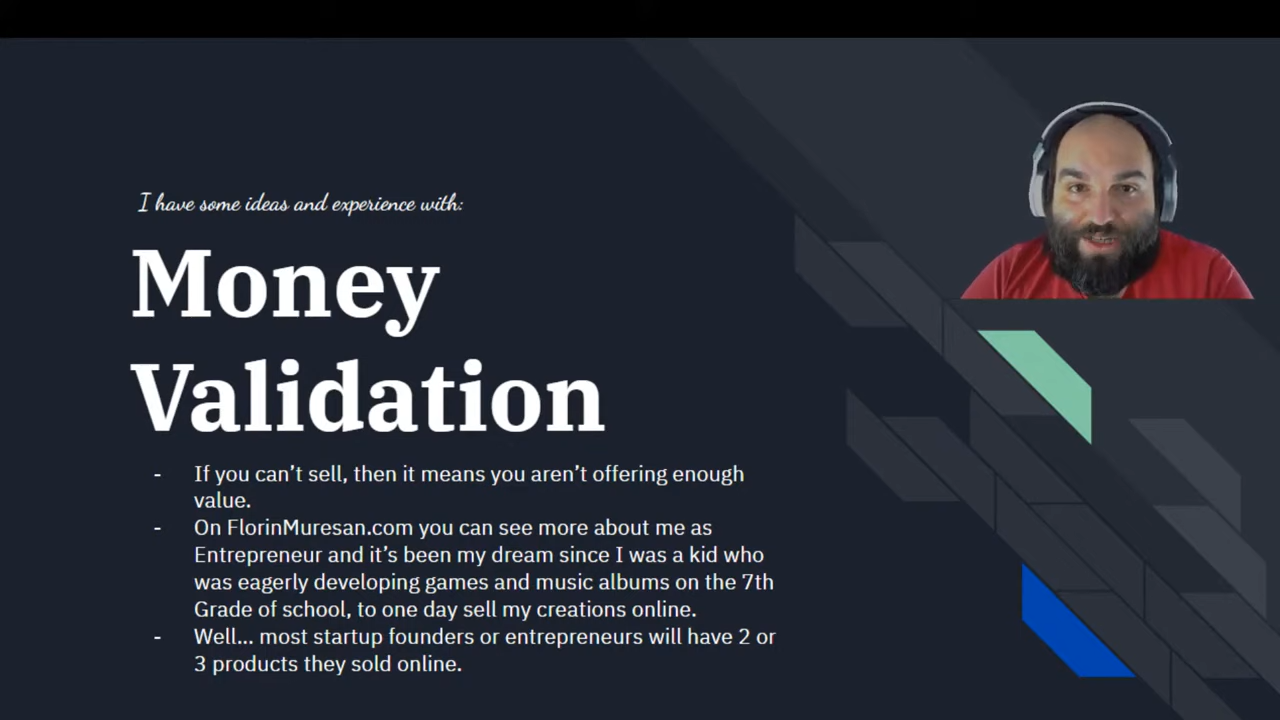 I have some ideas and experience with:
Money
Validation
- If you can't sell, then it means you aren't offering enough
value.
- On FlorinMuresan.com you can see more about me as
Entrepreneur and it's been my dream since I was a kid who
was eagerly developing games and music albums on the 7th
Grade of school, to one day sell my creations online.
- Well... most startup founders or entrepreneurs will have 2 or
3 products they sold online.